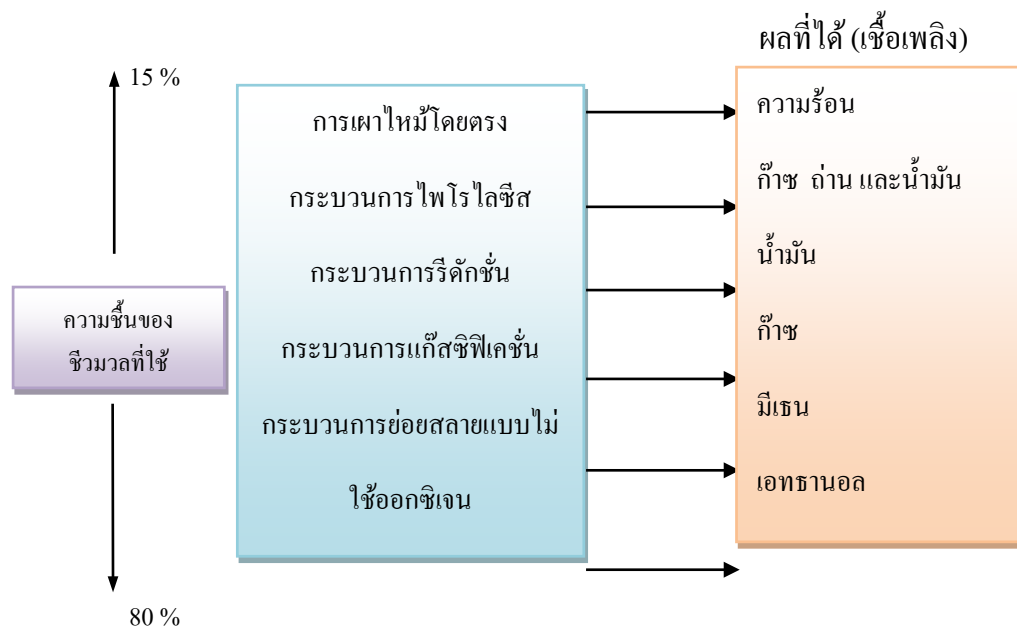 ผลที่ได้ (เชื้อเพลิง)
15 %
การเผาไหม้โดยตรง
กระบวนการไพโรไลซีส
กระบวนการรีดักชั่น
กระบวนการแก๊สซิฟิเคชั่น
กระบวนการย่อยสลายแบบไม่
ใช้ออกซิเจน
ความร้อน
ก๊าซ ถ่าน และน้ำมัน
น้ำมัน
ก๊าซ
มีเธน
เอทธานอล
ความชื้นของ
ชีวมวลที่ใช้
80 %